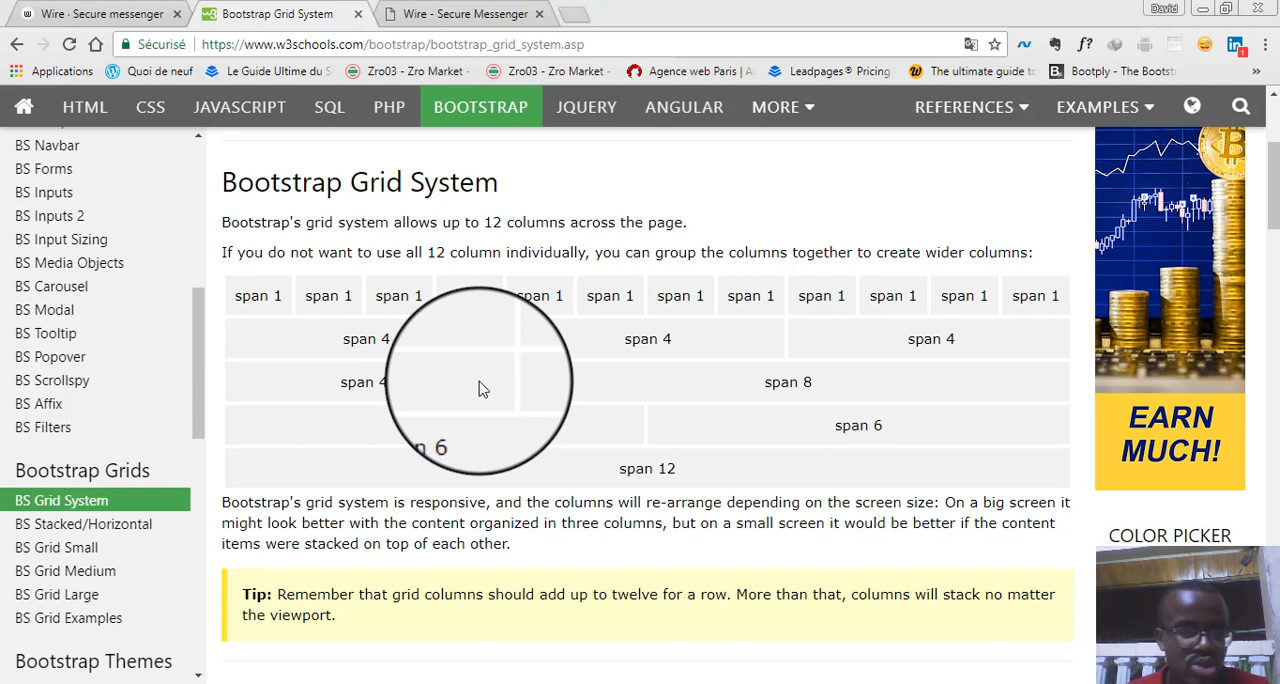 Wire - Secure messenger
Bootstrap Grid System
Wire - Secure Messenger
David
Sécurisé
https://www.w3schools.com/bootstrap/bootstrap_grid_system.asp
1
Applications
Quoi de neuf
Le Guide Ultime du S
Zro03 - Zro Market -
Zro03 - Zro Market -
Agence web Paris | A
Leadpages® Pricing
The ultimate guide to
Bootply - The Bootst
HTML
CSS
JAVASCRIPT
SQL
PHP
BOOTSTRAP
JQUERY
ANGULAR
MORE
REFERENCES
EXAMPLES
BS Navbar
BS Forms
BS Inputs
BS Inputs 2
BS Input Sizing
BS Media Objects
BS Carousel
BS Modal
BS Tooltip
BS Popover
BS Scrollspy
BS Affix
BS Filters
Bootstrap Grids
BS Grid System
BS Stacked/Horizontal
BS Grid Small
BS Grid Medium
BS Grid Large
BS Grid Examples
Bootstrap Themes
Bootstrap Grid System
Bootstrap's grid system allows up to 12 columns across the page.
If you do not want to use all 12 column individually, you can group the columns together to create wider columns:
span 1 span 1 span 1 span 1 span 1 span 1 span 1 span 1 span 1 span 1 span 1
span 4 span 4 span 4
span 4 span 8
n 6 span 6
span 12
Bootstrap's grid system is responsive, and the columns will re-arrange depending on the screen size: On a big screen it
might look better with the content organized in three columns, but on a small screen it would be better if the content
items were stacked on top of each other.
Tip: Remember that grid columns should add up to twelve for a row. More than that, columns will stack no matter
the viewport.
EARN
MUCH!
COLOR PICKER